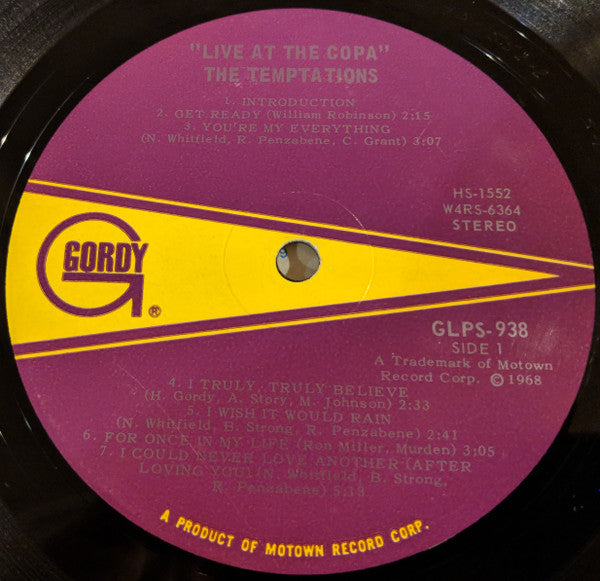 "LIVE AT THE COPA"
THE TEMPTATIONS
1. INTRODUCTION
2. GET READY (William Robinson) 2:15
3. YOU'RE MY EVERYTHING
(N. Whitfield, R. Penzabene, C. Grant) 3:07
HS-1552
W4RS-6364
STEREO
GORDY
®
GLPS-938
SIDE 1
A Trademark of Motown
Record Corp. © 1968
4. I TRULY, TRULY BELIEVE
(H. Gordy, A. Story, M. Johnson) 2:33
5. I WISH IT WOULD RAIN
(N. Whitfield, B. Strong, R. Penzabene) 2:41
6. FOR ONCE IN MY LIFE (Ron Miller, Murden) 3:05
7. I COULD NEVER LOVE ANOTHER (AFTER
LOVING YOU) (N. Whitfield, B. Strong,
R. Penzabene) 5:13
A PRODUCT OF MOTOWN RECORD CORP.